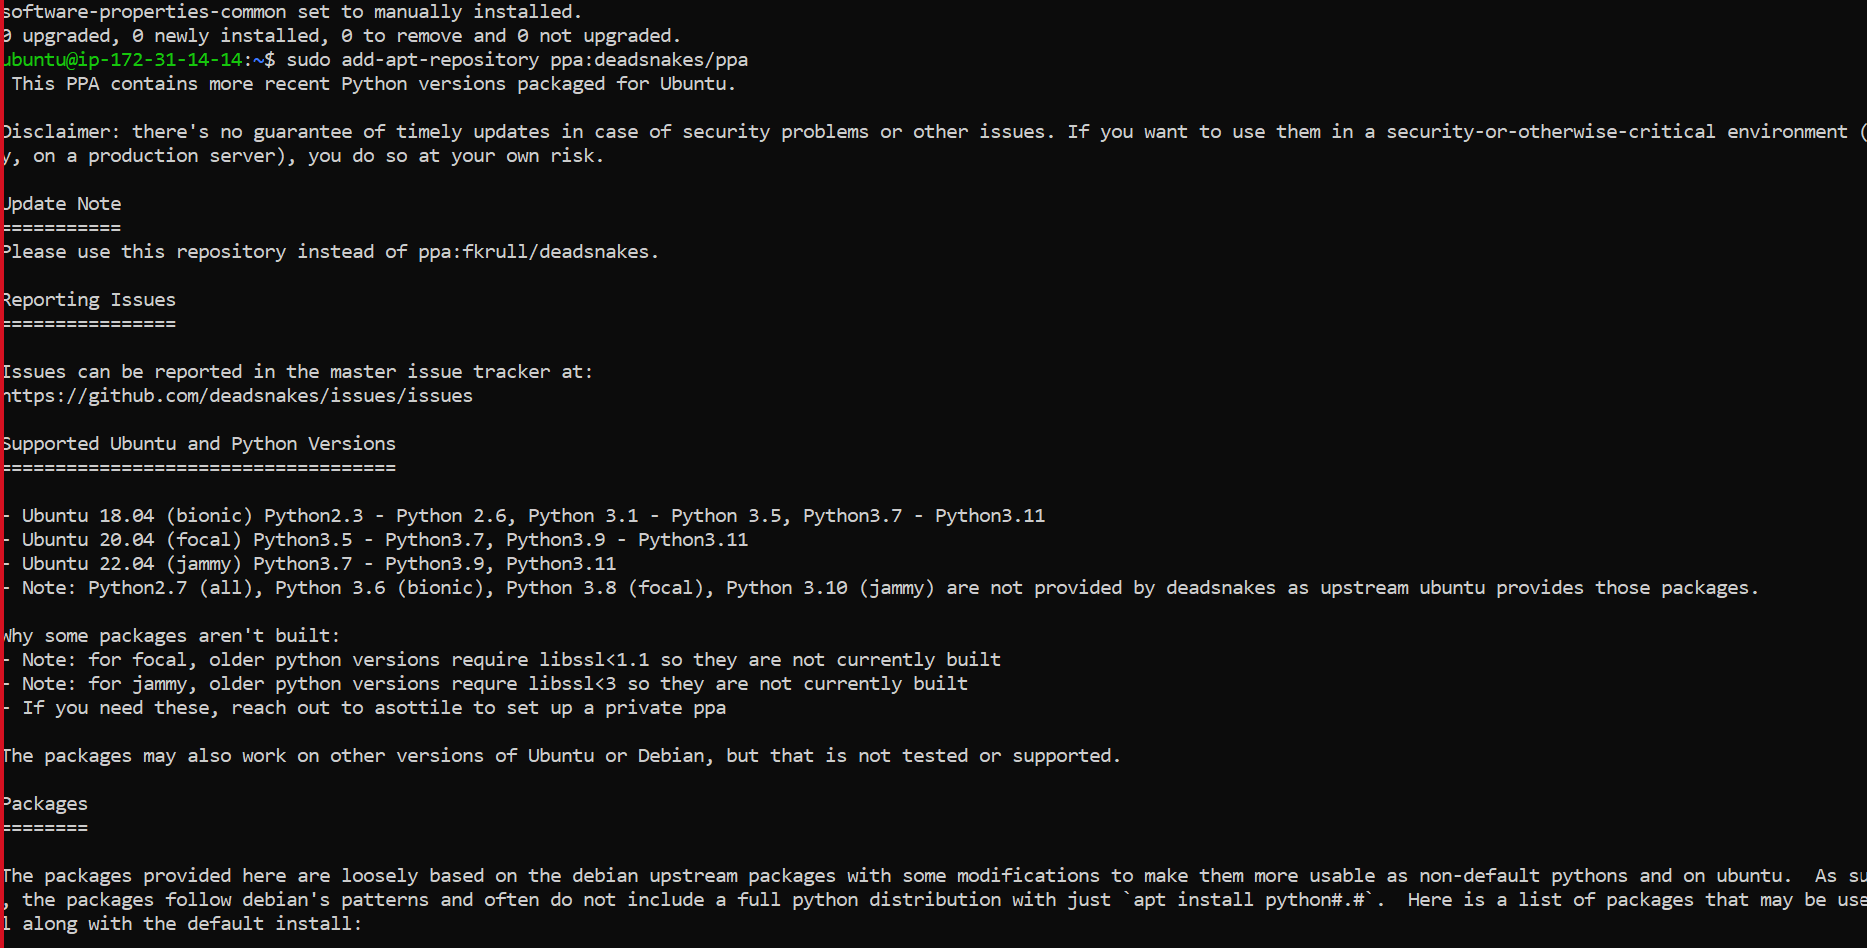 software-properties-common set to manually installed.
0 upgraded, 0 newly installed, 0 to remove and 0 not upgraded.
ubuntu@ip-172-31-14-14:~$ sudo add-apt-repository ppa:deadsnakes/ppa
This PPA contains more recent Python versions packaged for Ubuntu.
Disclaimer: there's no guarantee of timely updates in case of security problems or other issues. If you want to use them in a security-or-otherwise-critical environment (
y, on a production server), you do so at your own risk.
Update Note
===========
Please use this repository instead of ppa:fkrull/deadsnakes.
Reporting Issues
================
Issues can be reported in the master issue tracker at:
https://github.com/deadsnakes/issues/issues
Supported Ubuntu and Python Versions
====================================
- Ubuntu 18.04 (bionic) Python2.3 - Python 2.6, Python 3.1 - Python 3.5, Python3.7 - Python3.11
- Ubuntu 20.04 (focal) Python3.5 - Python3.7, Python3.9 - Python3.11
- Ubuntu 22.04 (jammy) Python3.7 - Python3.9, Python3.11
- Note: Python2.7 (all), Python 3.6 (bionic), Python 3.8 (focal), Python 3.10 (jammy) are not provided by deadsnakes as upstream ubuntu provides those packages.
Why some packages aren't built:
- Note: for focal, older python versions require libssl<1.1 so they are not currently built
- Note: for jammy, older python versions requre libssl<3 so they are not currently built
- If you need these, reach out to asottile to set up a private ppa
The packages may also work on other versions of Ubuntu or Debian, but that is not tested or supported.
Packages
========
The packages provided here are loosely based on the debian upstream packages with some modifications to make them more usable as non-default pythons and on ubuntu.  As su
, the packages follow debian's patterns and often do not include a full python distribution with just `apt install python#.#`.  Here is a list of packages that may be use
l along with the default install: